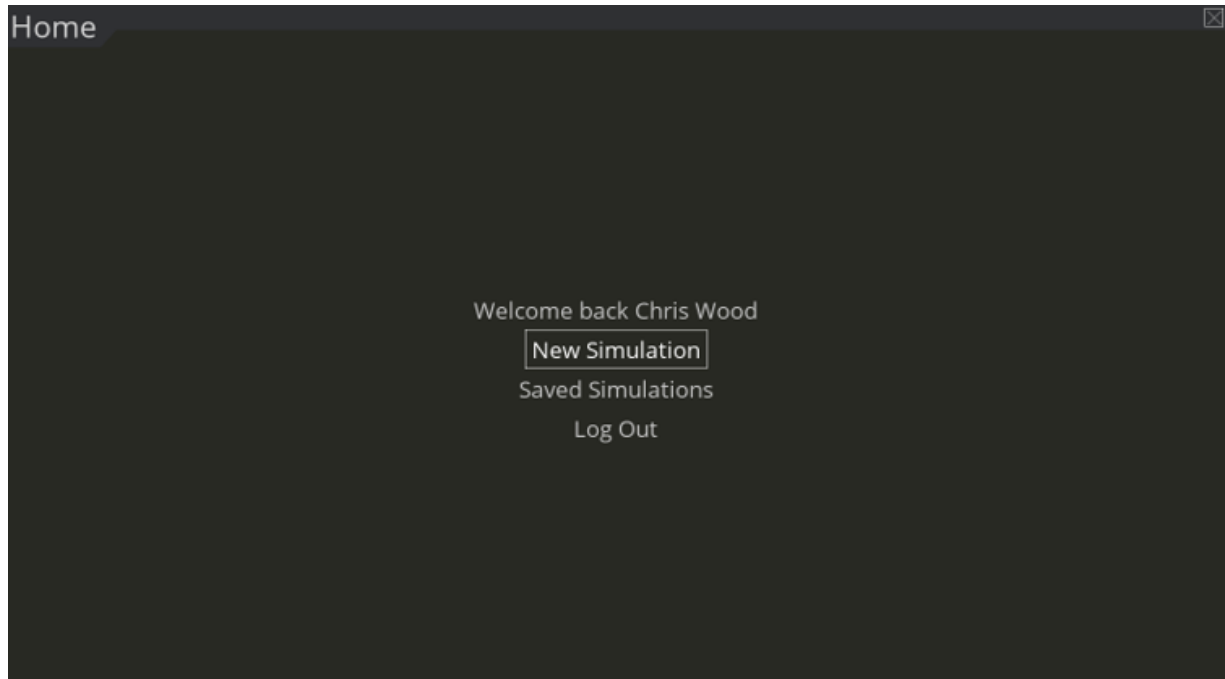 Home
Welcome back Chris Wood
New Simulation
Saved Simulations
Log Out